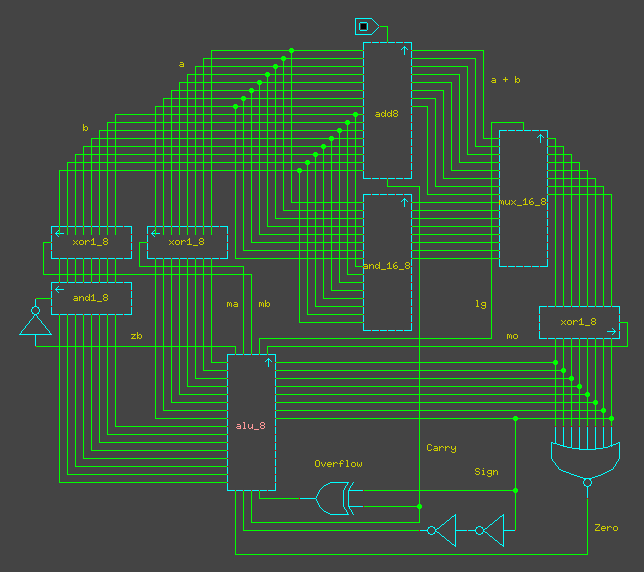 a
a + b
add8
b
mux_16_8
xor1_8
xor1_8
and_16_8
and1_8
ma
mb
lg
xor1_8
zb
mo
alu_8
Carry
Overflow
Sign
Zero